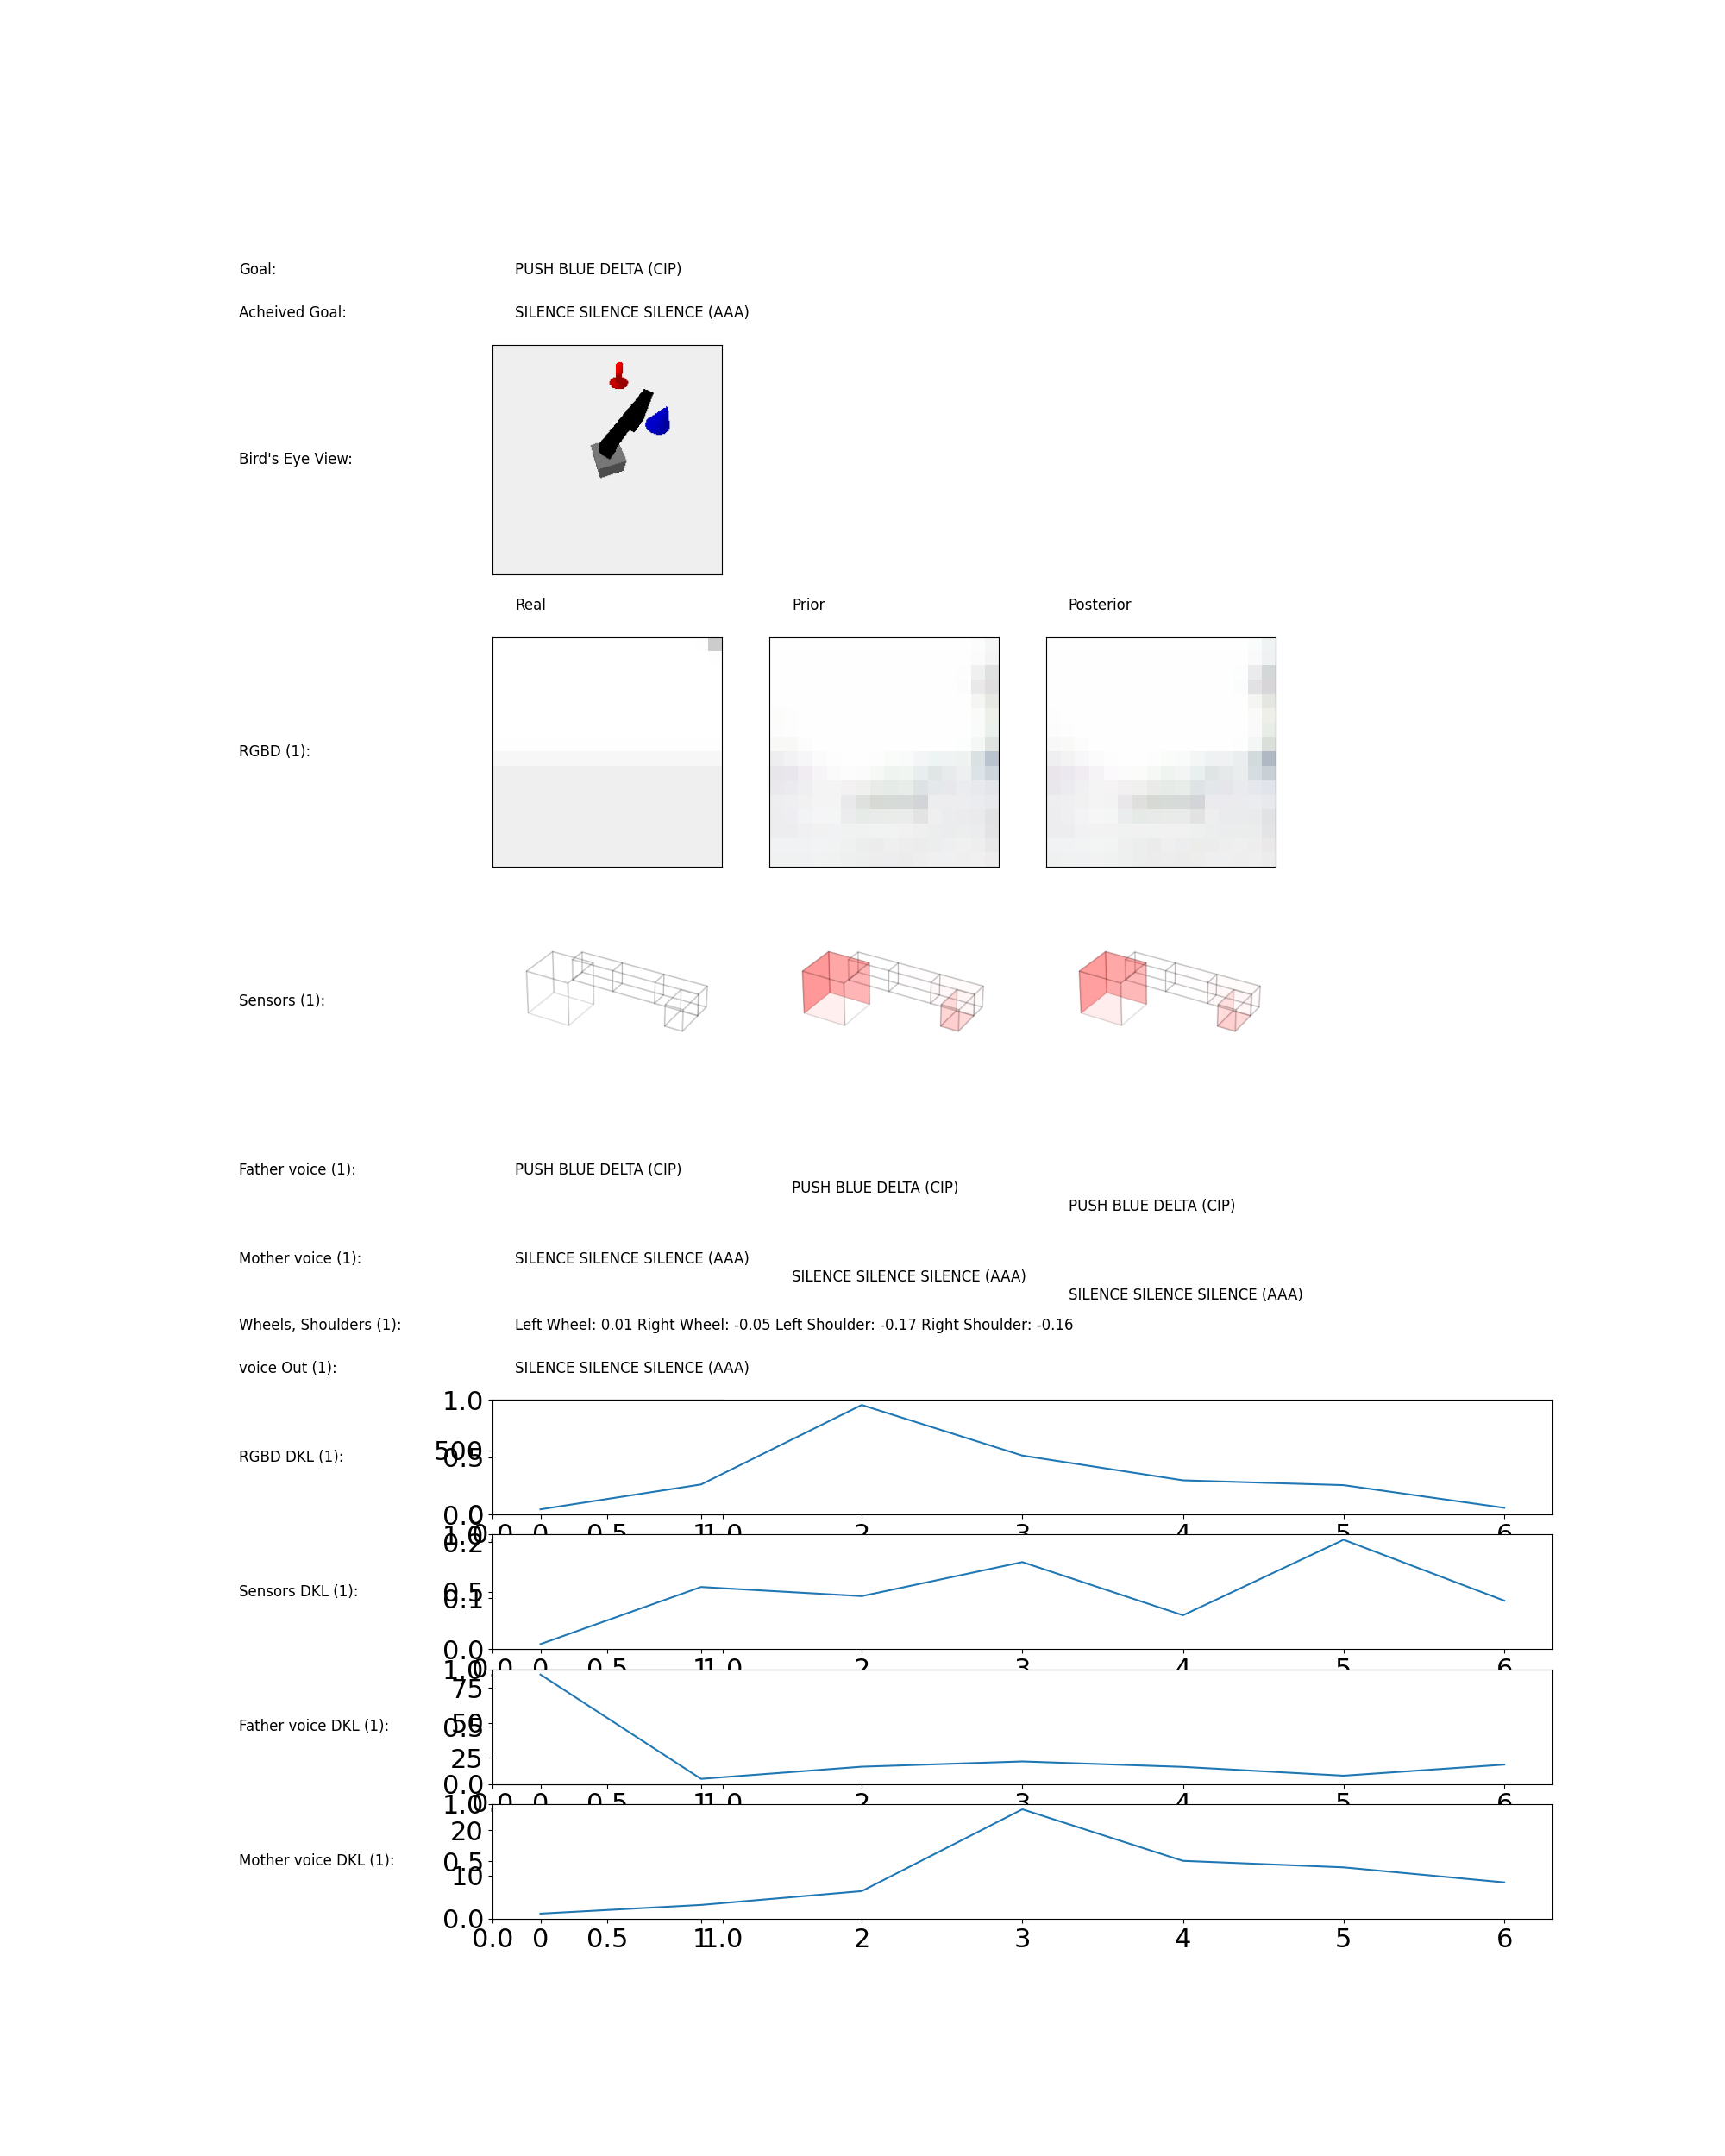 Goal: PUSH BLUE DELTA (CIP)
Acheived Goal: SILENCE SILENCE SILENCE (AAA)
Bird's Eye View:
Real Prior Posterior
RGBD (1):
Sensors (1):
Father voice (1): PUSH BLUE DELTA (CIP)
PUSH BLUE DELTA (CIP)
PUSH BLUE DELTA (CIP)
Mother voice (1): SILENCE SILENCE SILENCE (AAA)
SILENCE SILENCE SILENCE (AAA)
SILENCE SILENCE SILENCE (AAA)
Wheels, Shoulders (1): Left Wheel: 0.01 Right Wheel: -0.05 Left Shoulder: -0.17 Right Shoulder: -0.16
voice Out (1): SILENCE SILENCE SILENCE (AAA)
1.0
500
RGBD DKL (1): 0.5
0.0 0
0.0 0 0.5 1 1.0 2 3 4 5 6
1.0
0.2
Sensors DKL (1): 0.5
0.1
0.0
0.0 0 0.5 1 1.0 2 3 4 5 6
1.0
75
50
Father voice DKL (1): 0.5
25
0.0
0.0 0 0.5 1 1.0 2 3 4 5 6
1.0
20
Mother voice DKL (1): 0.5
10
0.0
0.0 0 0.5 1 1.0 2 3 4 5 6